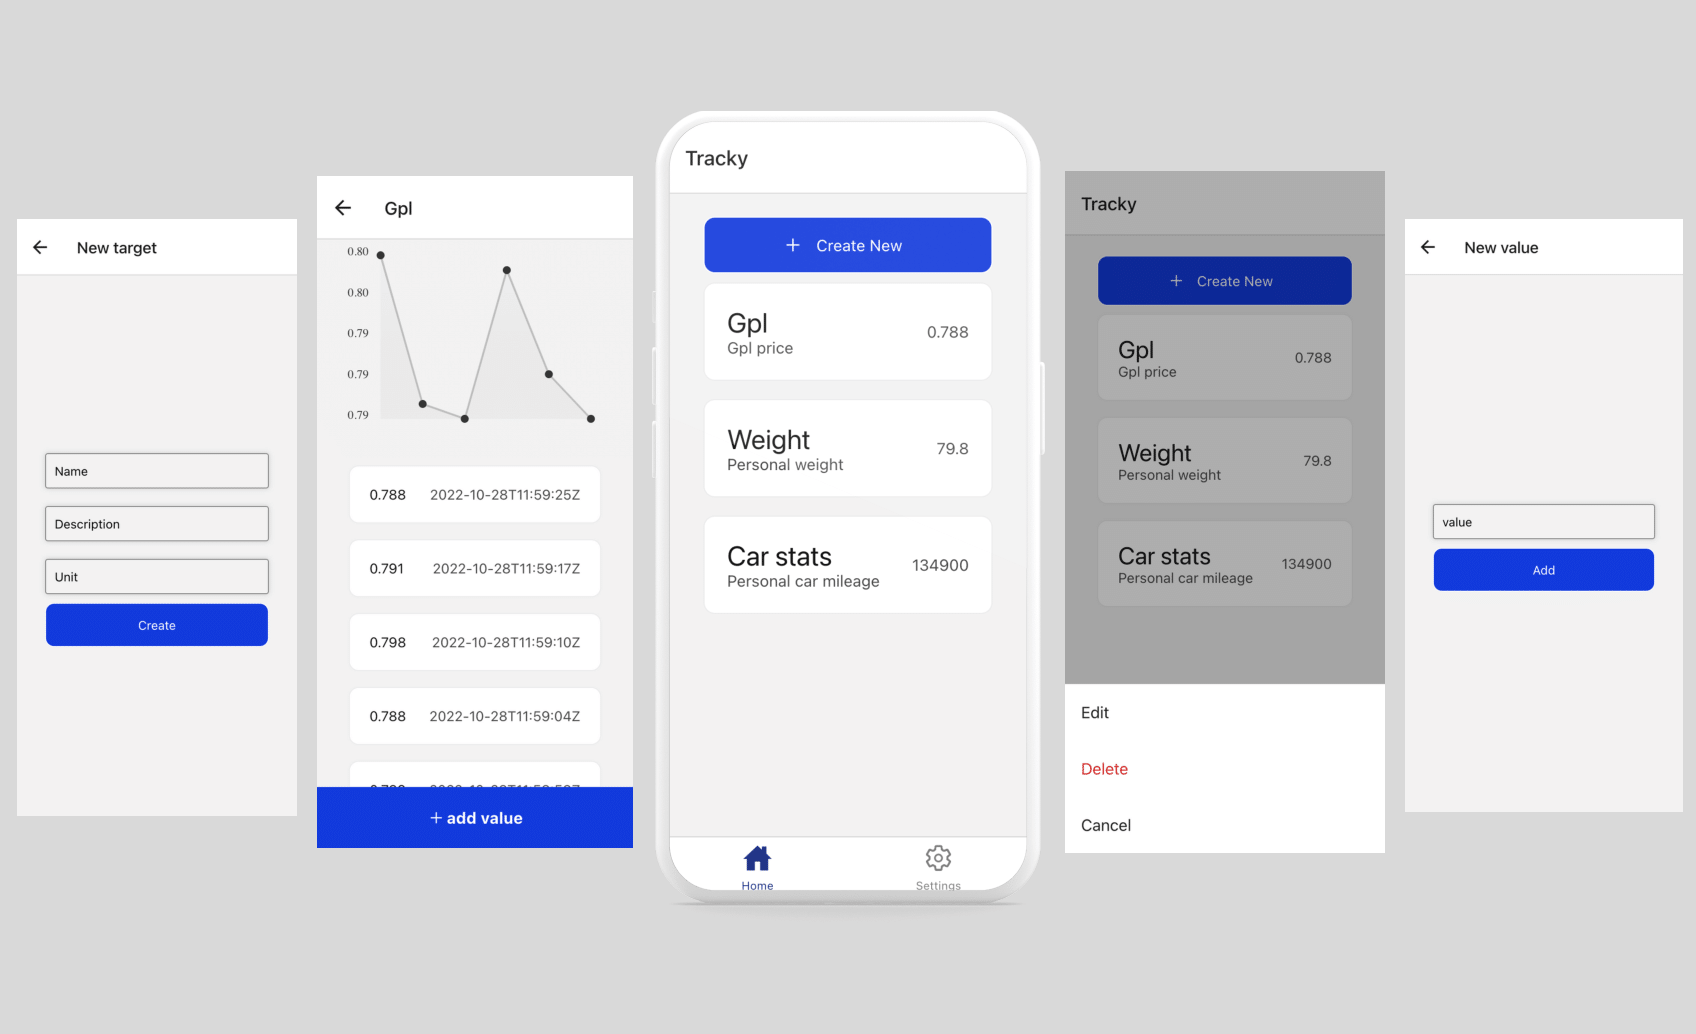 New target
Name
Description
Unit
Create
Gpl
0.80
0.80
0.79
0.79
0.79
0.788 2022-10-28T11:59:25Z
0.791 2022-10-28T11:59:17Z
0.798 2022-10-28T11:59:10Z
0.788 2022-10-28T11:59:04Z
+ add value
Tracky
+ Create New
Gpl
Gpl price
0.788
Weight
Personal weight
79.8
Car stats
Personal car mileage
134900
Home
Settings
Tracky
+ Create New
Gpl
Gpl price
0.788
Weight
Personal weight
79.8
Car stats
Personal car mileage
134900
Edit
Delete
Cancel
New value
value
Add